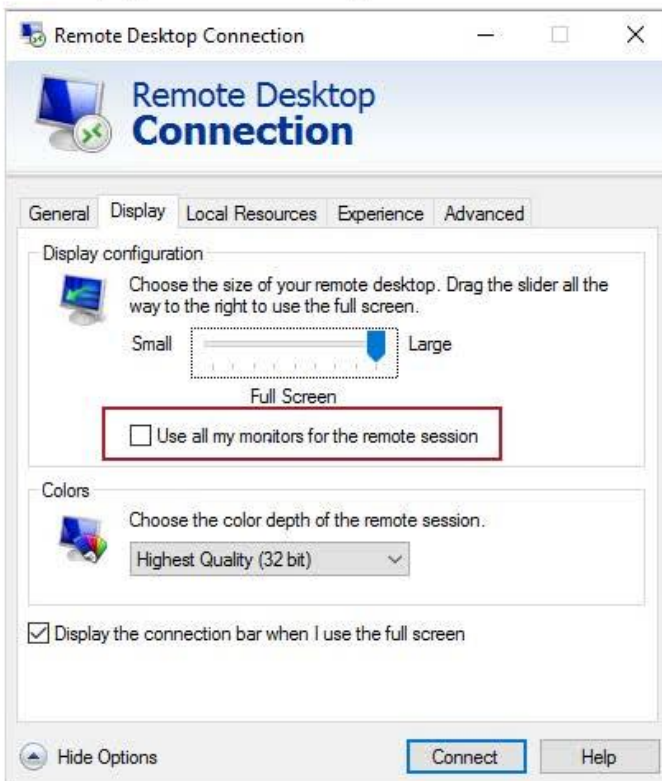 Remote Desktop Connection
Remote Desktop
Connection
General Display Local Resources Experience Advanced
Display configuration
Choose the size of your remote desktop. Drag the slider all the
way to the right to use the full screen.
Small Large
Full Screen
Use all my monitors for the remote session
Colors
Choose the color depth of the remote session.
Highest Quality (32 bit)
Display the connection bar when I use the full screen
Hide Options Connect Help